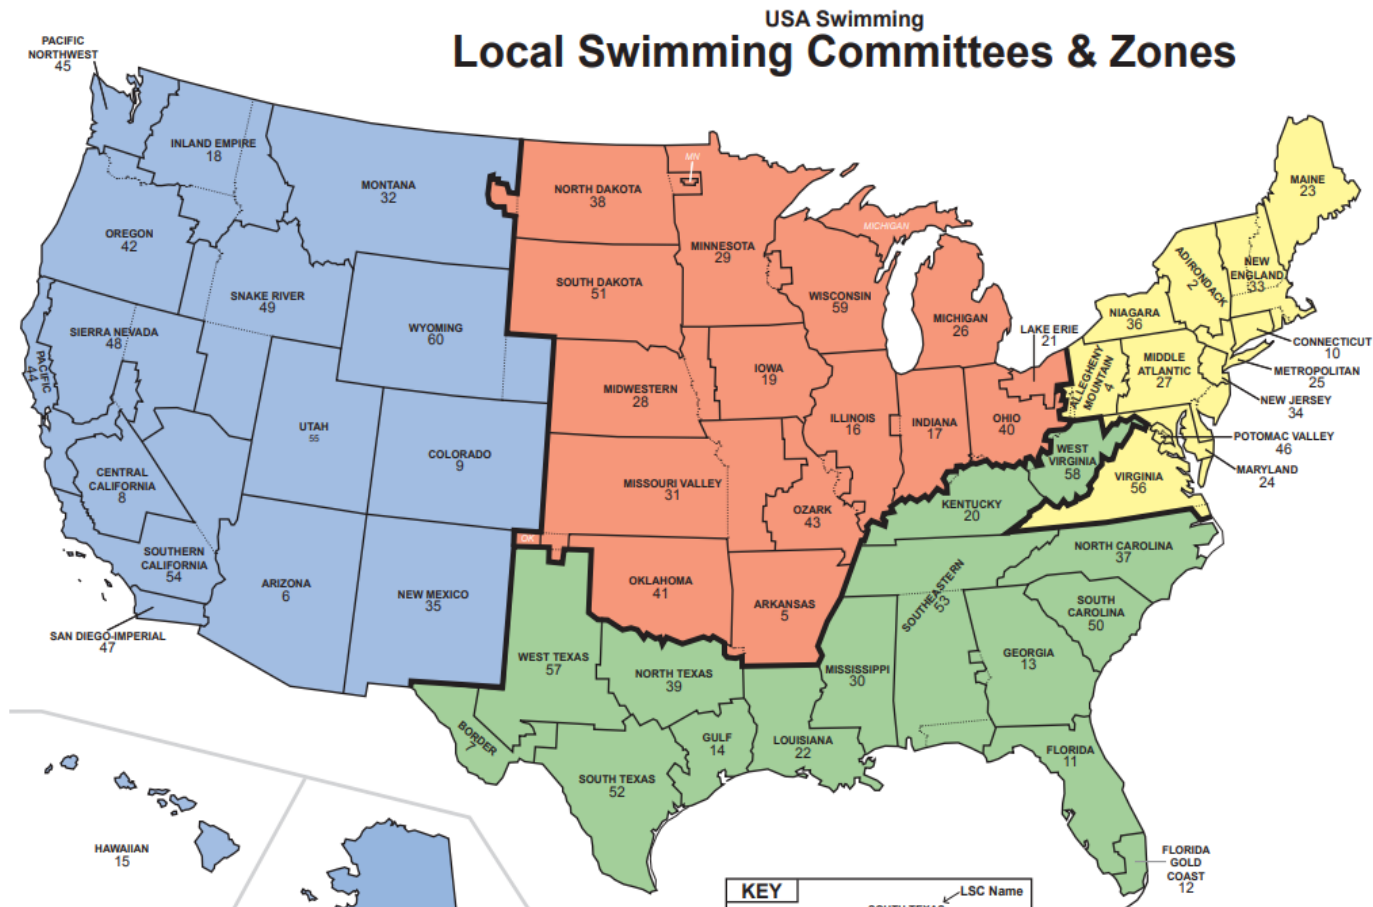 USA Swimming
Local Swimming Committees & Zones
PACIFIC
NORTHWEST
45
INLAND EMPIRE
18
MONTANA
32
OREGON
42
SNAKE RIVER
49
WYOMING
60
SIERRA NEVADA
48
PACIFIC
44
UTAH
55
COLORADO
9
CENTRAL
CALIFORNIA
8
SOUTHERN
CALIFORNIA
54
SAN DIEGO-IMPERIAL
47
ARIZONA
6
NEW MEXICO
35
HAWAIIAN
15
NORTH DAKOTA
38
MN
MINNESOTA
29
SOUTH DAKOTA
51
MICHIGAN
WISCONSIN
59
MICHIGAN
26
LAKE ERIE
21
MIDWESTERN
28
IOWA
19
ILLINOIS
16
INDIANA
17
OHIO
40
MISSOURI VALLEY
31
OZARK
43
OK
OKLAHOMA
41
ARKANSAS
5
MAINE
23
ADIRONDACK
2
NEW
ENGLAND
33
NIAGARA
36
CONNECTICUT
10
METROPOLITAN
25
ALLEGHENY
MOUNTAIN
4
MIDDLE
ATLANTIC
27
NEW JERSEY
34
POTOMAC VALLEY
46
MARYLAND
24
VIRGINIA
56
WEST
VIRGINIA
58
KENTUCKY
20
NORTH CAROLINA
37
SOUTHEASTERN
53
SOUTH
CAROLINA
50
GEORGIA
13
MISSISSIPPI
30
WEST TEXAS
57
NORTH TEXAS
39
BORDER
7
GULF
14
LOUISIANA
22
SOUTH TEXAS
52
FLORIDA
11
FLORIDA
GOLD
COAST
12
KEY
LSC Name
SOUTH TEXAS